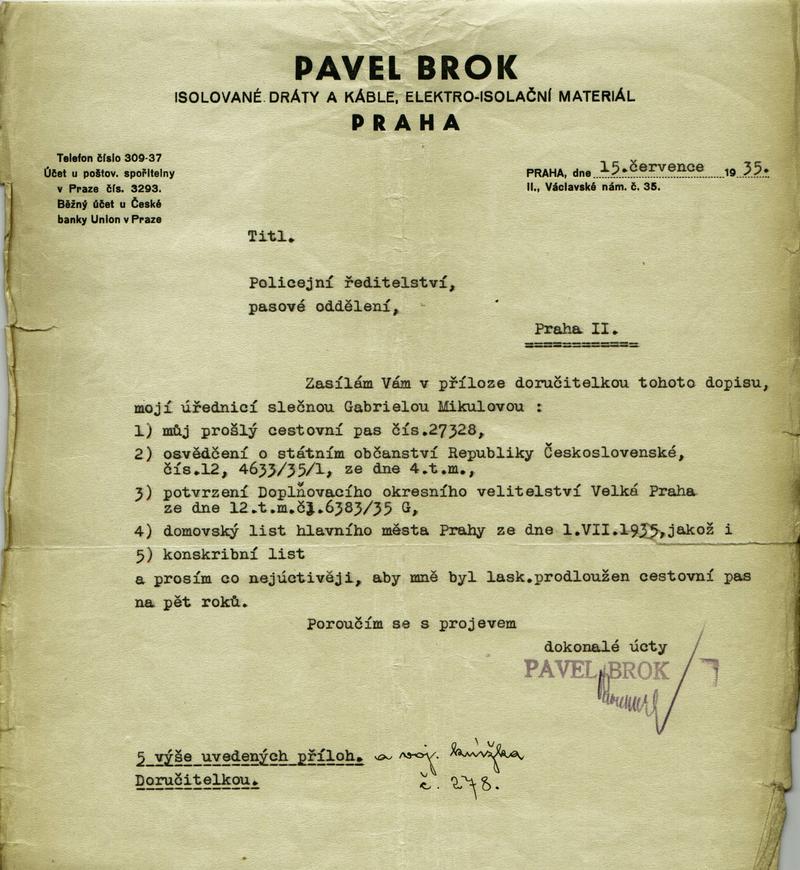 PAVEL BROK
ISOLOVANÉ DRÁTY A KÁBLE, ELEKTRO-ISOLAČNÍ MATERIÁL
PRAHA
Telefon číslo 309-37
Účet u poštov. spořitelny
v Praze čís. 3293.
Běžný účet u České
banky Union v Praze
PRAHA, dne 15.července 1935.
II., Václavské nám. č. 35.
Titl.
Policejní ředitelství,
pasové oddělení,
Praha II.
============
Zasílám Vám v příloze doručitelkou tohoto dopisu,
mojí úřednicí slečnou Gabrielou Mikulovou :
1) můj prošlý cestovní pas čís.27328,
2) osvědčení o státním občanství Republiky Československé,
čís.12, 4633/35/1, ze dne 4.t.m.,
3) potvrzení Doplňovacího okresního velitelství Velká Praha
ze dne 12.t.m.čj.6383/35 G,
4) domovský list hlavního města Prahy ze dne 1.VII.1935,jakož i
5) konskribní list
a prosím co nejúctivěji, aby mně byl lask.prodloužen cestovní pas
na pět roků.
Poroučím se s projevem
dokonalé úcty
PAVEL BROK
5 výše uvedených příloh. a voj. knížka
Doručitelkou. č. 278.